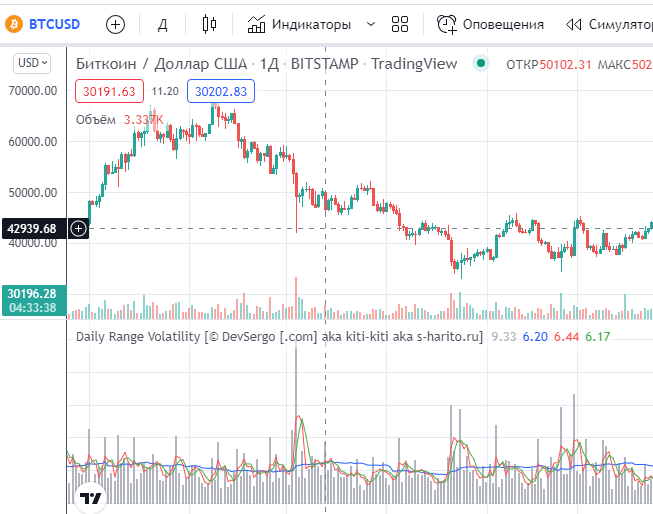 BTCUSD Д Индикаторы Оповещения Симулятор
USD Биткоин / Доллар США · 1Д · BITSTAMP · TradingView ОТКР50102.31 МАКС502
30191.63 11.20 30202.83
Объём 3.337K
70000.00
60000.00
50000.00
42939.68
40000.00
30196.28
04:33:38
Daily Range Volatility [© DevSergo [.com] aka kiti-kiti aka s-harito.ru] 9.33 6.20 6.44 6.17